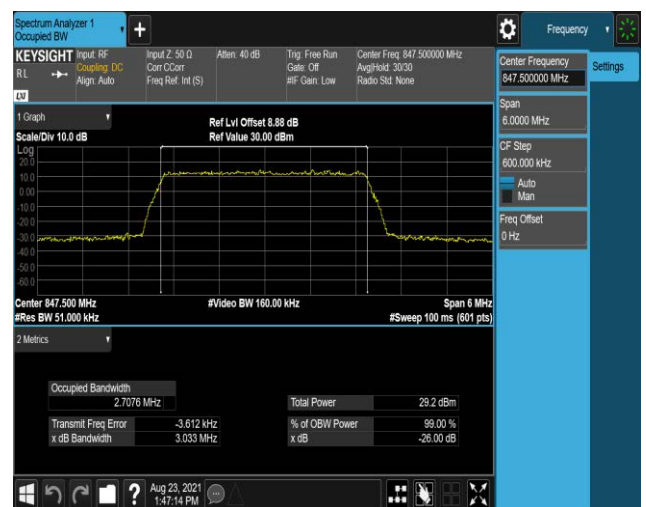 Spectrum Analyzer 1
Occupied BW
Frequency
KEYSIGHT
RL
LXI
Input: RF
Coupling: DC
Align: Auto
Input Z: 50 Ω
Corr CCorr
Freq Ref: Int (S)
Atten: 40 dB
Trig: Free Run
Gate: Off
#IF Gain: Low
Center Freq: 847.500000 MHz
Avg|Hold: 30/30
Radio Std: None
Center Frequency
847.500000 MHz
Settings
Span
6.0000 MHz
CF Step
600.000 kHz
Auto
Man
Freq Offset
0 Hz
1 Graph
Scale/Div 10.0 dB
Ref Lvl Offset 8.88 dB
Ref Value 30.00 dBm
Log
20.0
10.0
0.00
-10.0
-20.0
-30.0
-40.0
-50.0
-60.0
Center 847.500 MHz
#Video BW 160.00 kHz
Span 6 MHz
#Res BW 51.000 kHz
#Sweep 100 ms (601 pts)
2 Metrics
Occupied Bandwidth
2.7076 MHz
Total Power 29.2 dBm
Transmit Freq Error -3.612 kHz
% of OBW Power 99.00 %
x dB Bandwidth 3.033 MHz
x dB -26.00 dB
?
Aug 23, 2021
1:47:14 PM